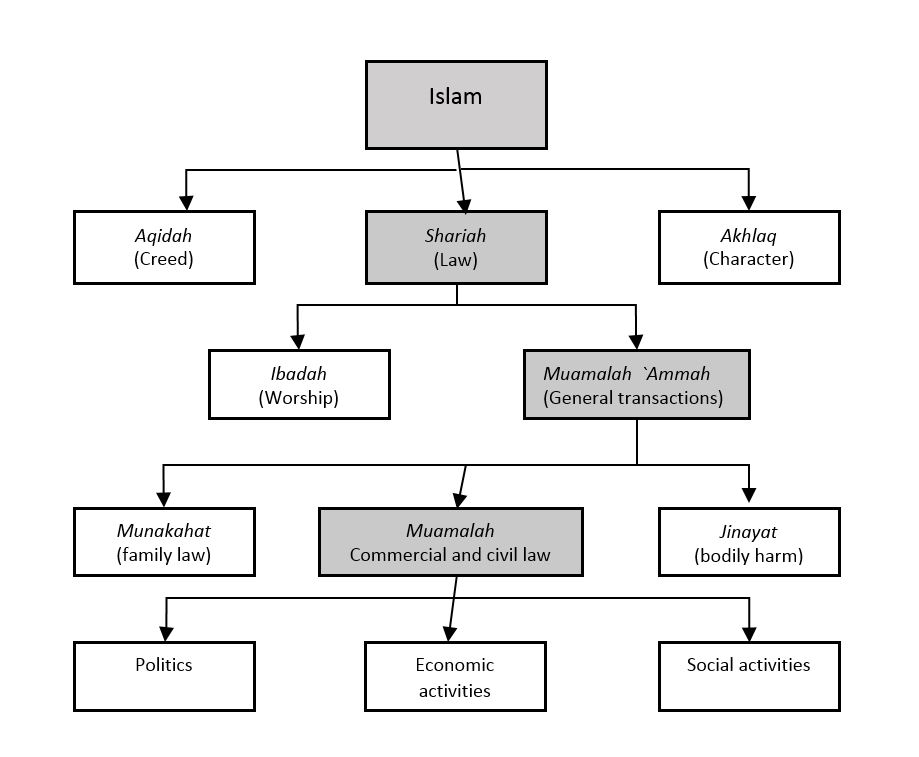 Islam
Aqidah
(Creed)
Shariah
(Law)
Akhlaq
(Character)
Ibadah
(Worship)
Muamalah `Ammah
(General transactions)
Munakahat
(family law)
Muamalah
Commercial and civil law
Jinayat
(bodily harm)
Politics
Economic
activities
Social activities